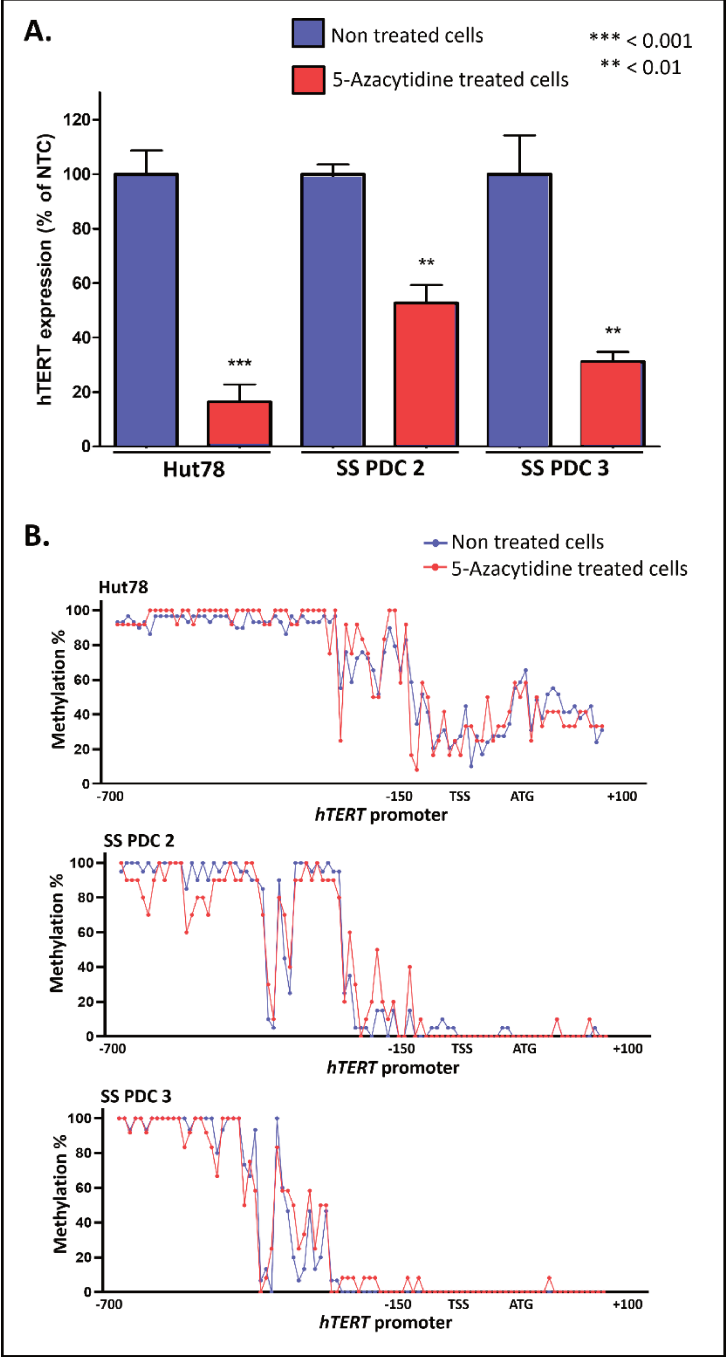 A.
Non treated cells
5-Azacytidine treated cells
*** < 0.001
** < 0.01
hTERT expression (% of NTC)
120
100
80
60
40
20
0
***
**
**
Hut78
SS PDC 2
SS PDC 3
B.
Non treated cells
5-Azacytidine treated cells
Hut78
Methylation %
100
80
60
40
20
0
-700
-150
TSS
ATG
+100
hTERT promoter
SS PDC 2
Methylation %
100
80
60
40
20
0
-700
-150
TSS
ATG
+100
hTERT promoter
SS PDC 3
Methylation %
100
80
60
40
20
0
-700
-150
TSS
ATG
+100
hTERT promoter